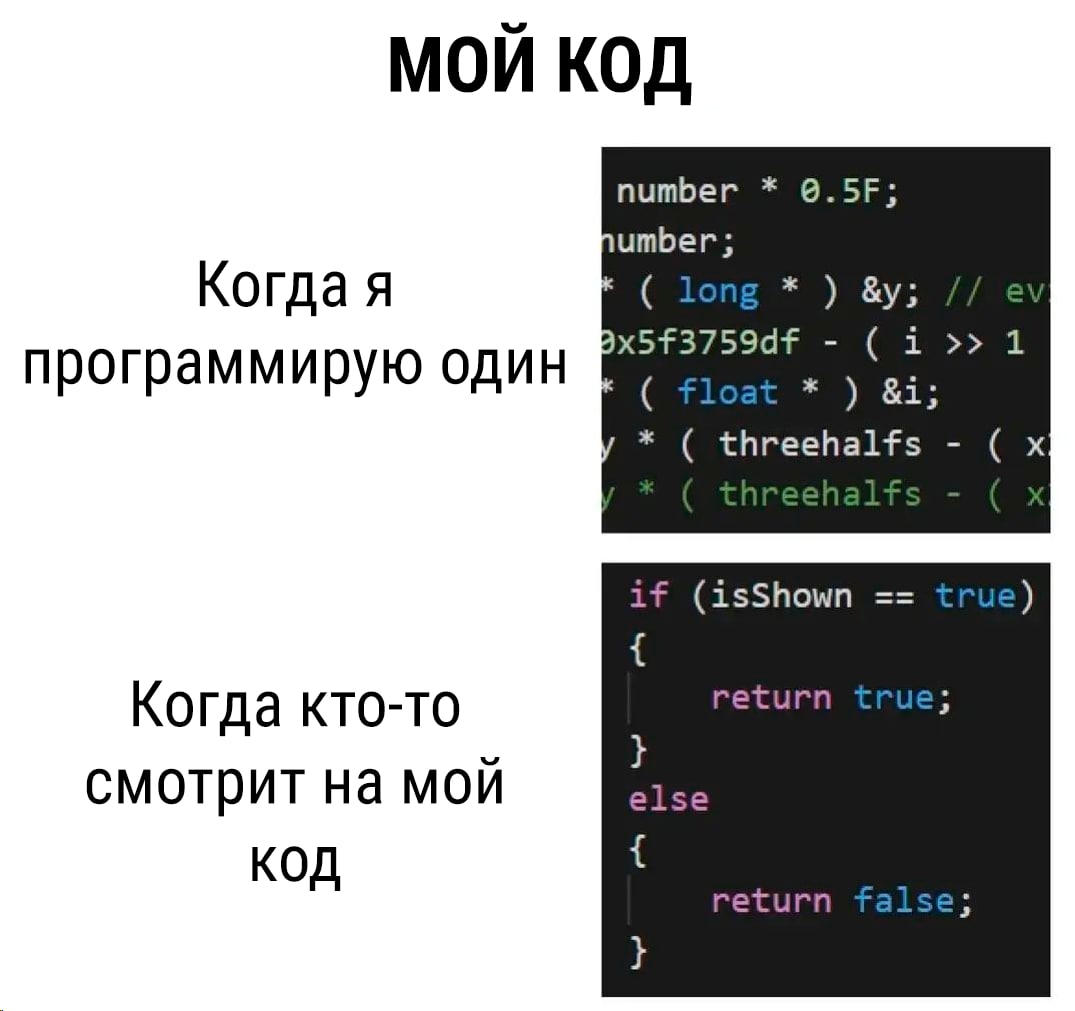 МОЙ КОД
Когда я
программирую один
number * 0.5F;
number;
* ( long * ) &y; // ev
0x5f3759df - ( i >> 1
* ( float * ) &i;
y * ( threehalfs - ( x
y * ( threehalfs - ( x
Когда кто-то
смотрит на мой
код
if (isShown == true)
{
return true;
}
else
{
return false;
}